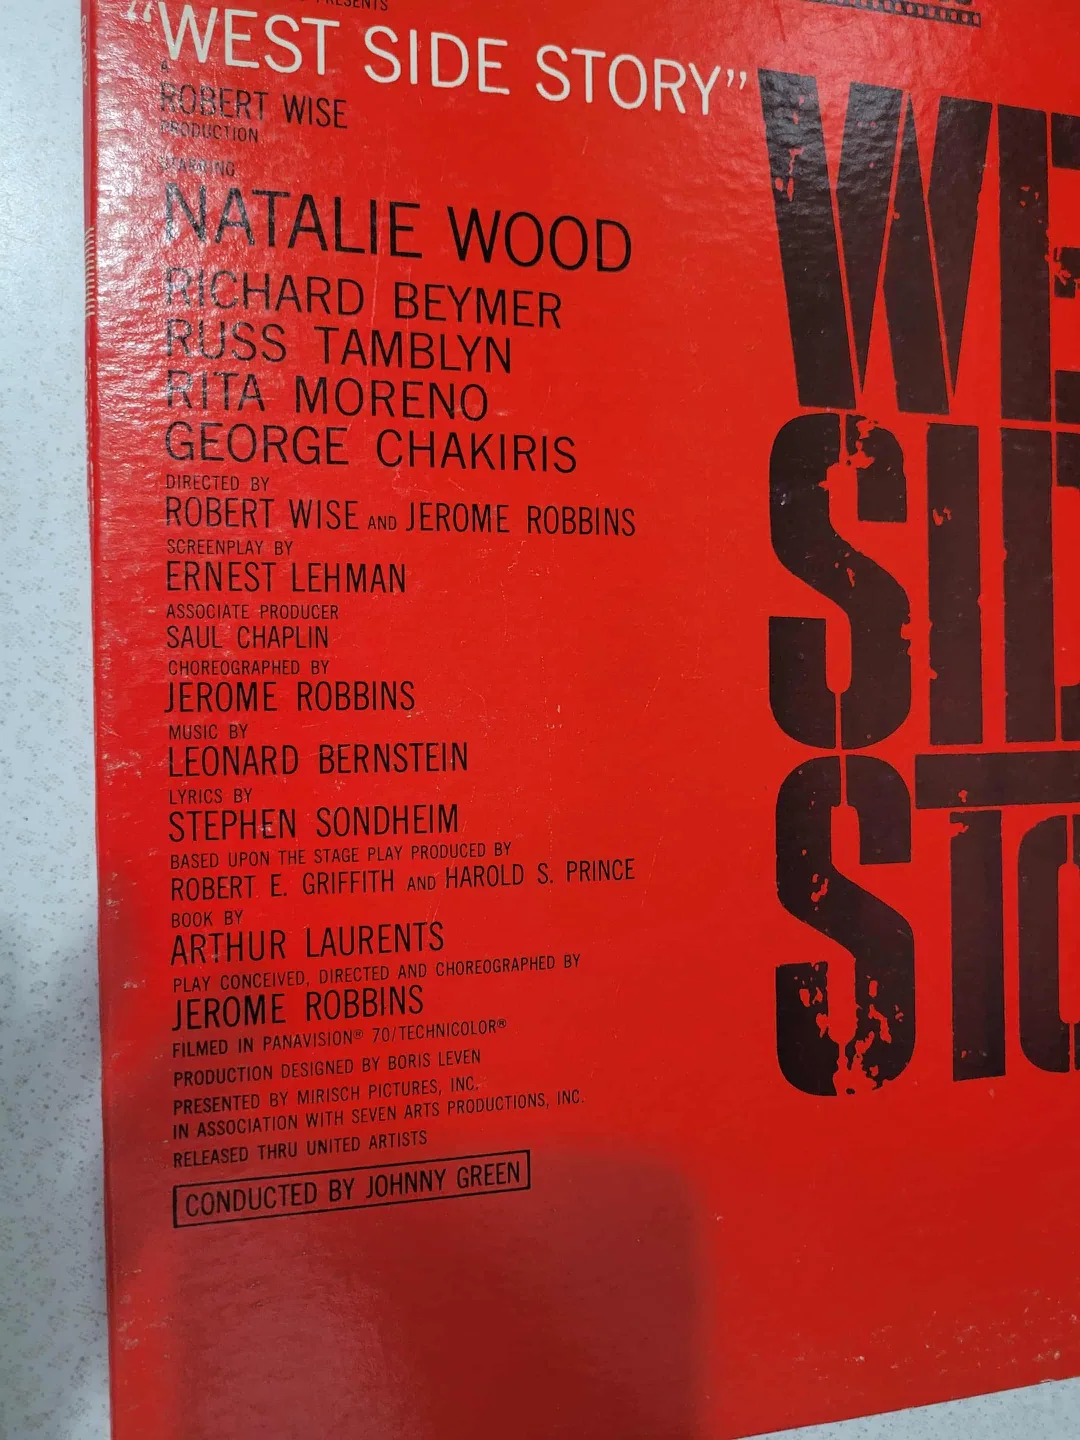 PRESENTS
"WEST SIDE STORY"
A
ROBERT WISE
PRODUCTION
STARRING
NATALIE WOOD
RICHARD BEYMER
RUSS TAMBLYN
RITA MORENO
GEORGE CHAKIRIS
DIRECTED BY
ROBERT WISE AND JEROME ROBBINS
SCREENPLAY BY
ERNEST LEHMAN
ASSOCIATE PRODUCER
SAUL CHAPLIN
CHOREOGRAPHED BY
JEROME ROBBINS
MUSIC BY
LEONARD BERNSTEIN
LYRICS BY
STEPHEN SONDHEIM
BASED UPON THE STAGE PLAY PRODUCED BY
ROBERT E. GRIFFITH AND HAROLD S. PRINCE
BOOK BY
ARTHUR LAURENTS
PLAY CONCEIVED, DIRECTED AND CHOREOGRAPHED BY
JEROME ROBBINS
FILMED IN PANAVISION® 70/TECHNICOLOR®
PRODUCTION DESIGNED BY BORIS LEVEN
PRESENTED BY MIRISCH PICTURES, INC.
IN ASSOCIATION WITH SEVEN ARTS PRODUCTIONS, INC.
RELEASED THRU UNITED ARTISTS
CONDUCTED BY JOHNNY GREEN
WE
SID
STO